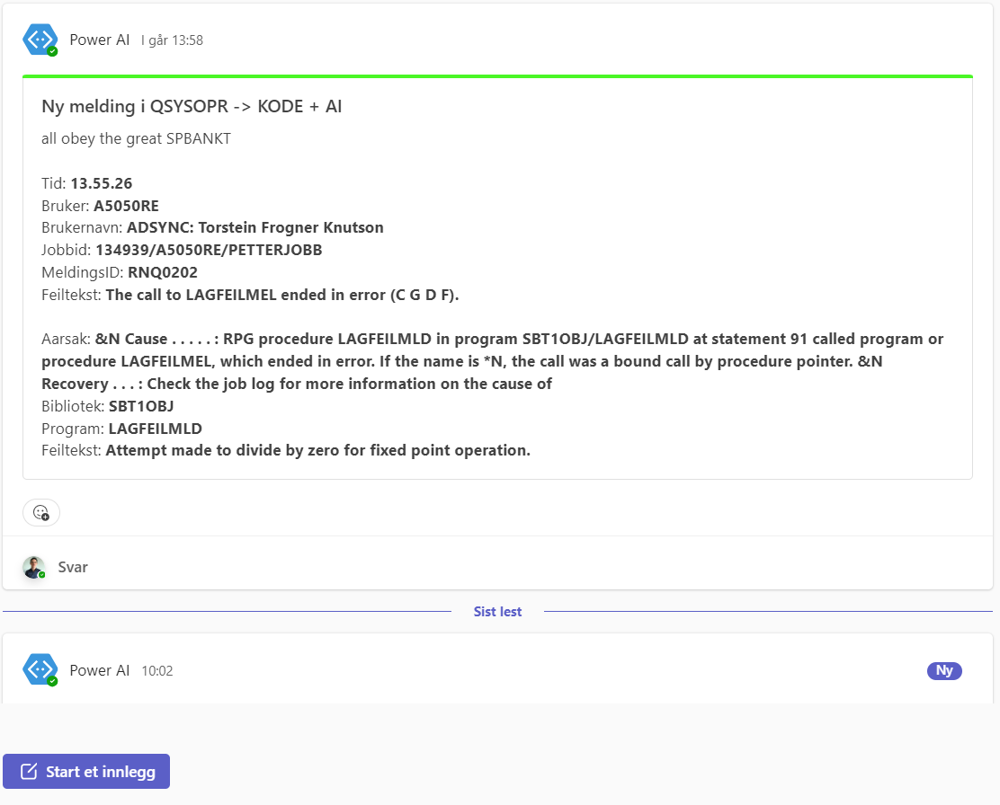 Power AI I går 13:58
Ny melding i QSYSOPR -> KODE + AI
all obey the great SPBANKT
Tid: 13.55.26
Bruker: A5050RE
Brukernavn: ADSYNC: Torstein Frogner Knutson
Jobbid: 134939/A5050RE/PETTERJOBB
MeldingsID: RNQ0202
Feiltekst: The call to LAGFEILMEL ended in error (C G D F).
Aarsak: &N Cause . . . . . : RPG procedure LAGFEILMLD in program SBT1OBJ/LAGFEILMLD at statement 91 called program or
procedure LAGFEILMEL, which ended in error. If the name is *N, the call was a bound call by procedure pointer. &N
Recovery . . . : Check the job log for more information on the cause of
Bibliotek: SBT1OBJ
Program: LAGFEILMLD
Feiltekst: Attempt made to divide by zero for fixed point operation.
Svar
Sist lest
Power AI 10:02
Ny
Start et innlegg